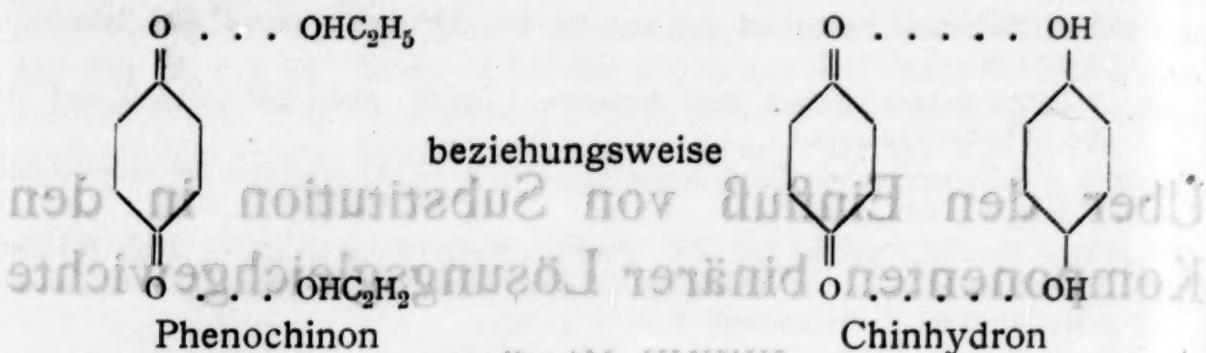 O . . . OHC₂H₅ O . . . . . . OH
beziehungsweise
Über den Einfluß von Substitution in den
Komponenten binärer Lösungsgleichgewichte
O . . . OHC₂H₂ O . . . . . . OH
Phenochinon Chinhydron